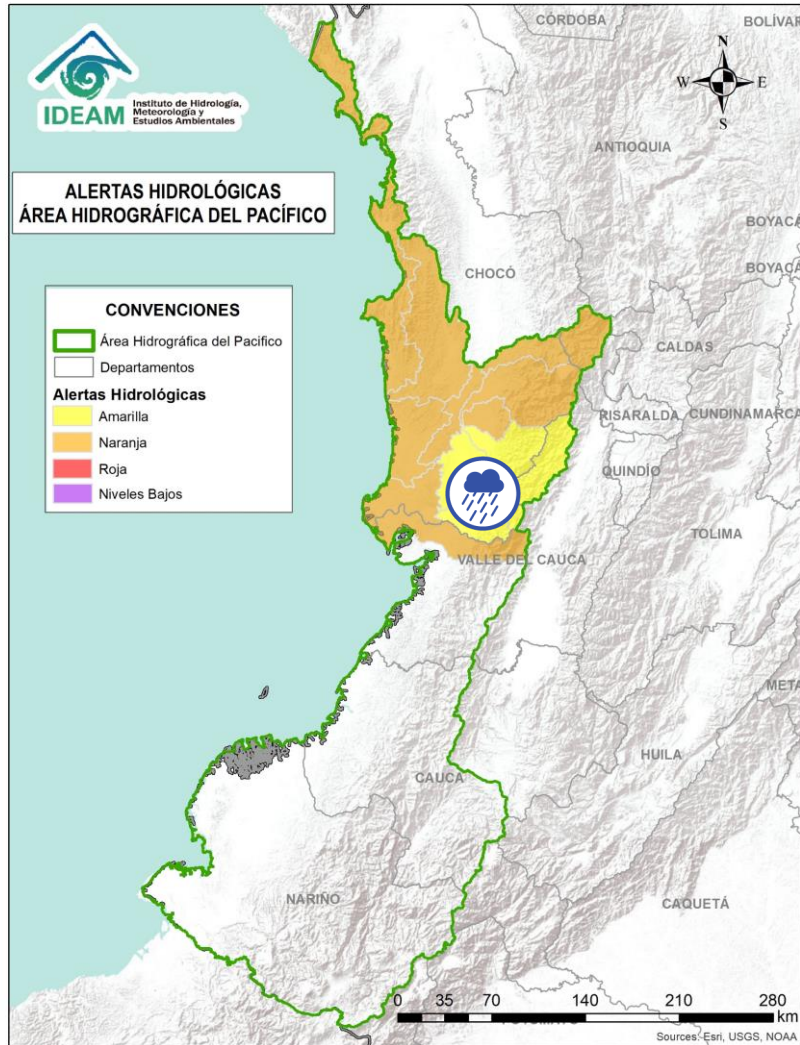 CÓRDOBA
BOLÍVAR
IDEAM
Instituto de Hidrología,
Meteorología y
Estudios Ambientales
N
W
E
S
ANTIOQUIA
ALERTAS HIDROLÓGICAS
ÁREA HIDROGRÁFICA DEL PACÍFICO
BOYACÁ
BOYACÁ
CHOCÓ
CONVENCIONES
Área Hidrográfica del Pacifico
Departamentos
Alertas Hidrológicas
Amarilla
Naranja
Roja
Niveles Bajos
CALDAS
RISARALDA
CUNDINAMARCA
QUINDÍO
TOLIMA
VALLE DEL CAUCA
META
HUILA
CAUCA
NARIÑO
CAQUETÁ
0 35 70 140 210 280
km
Sources: Esri, USGS, NOAA